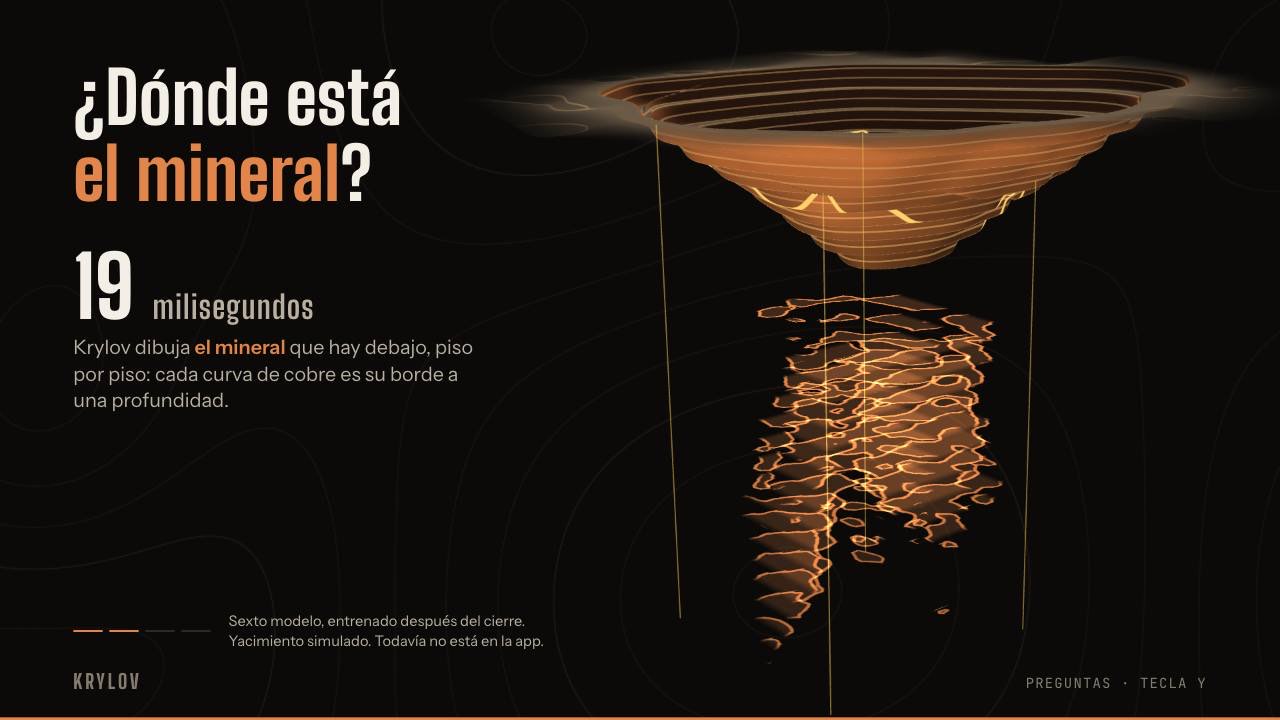 ¿Dónde está
el mineral?
19 milisegundos
Krylov dibuja el mineral que hay debajo, piso
por piso: cada curva de cobre es su borde a
una profundidad.
Sexto modelo, entrenado después del cierre.
Yacimiento simulado. Todavía no está en la app.
KRYLOV
PREGUNTAS · TECLA Y